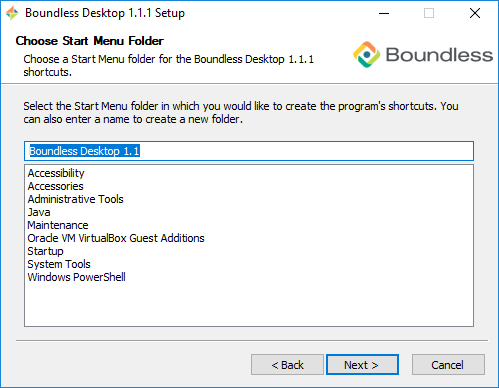 Boundless Desktop 1.1.1 Setup
Choose Start Menu Folder
Choose a Start Menu folder for the Boundless Desktop 1.1.1
shortcuts.
Boundless
Select the Start Menu folder in which you would like to create the program's shortcuts. You
can also enter a name to create a new folder.
Boundless Desktop 1.1
Accessibility
Accessories
Administrative Tools
Java
Maintenance
Oracle VM VirtualBox Guest Additions
Startup
System Tools
Windows PowerShell
< Back
Next >
Cancel